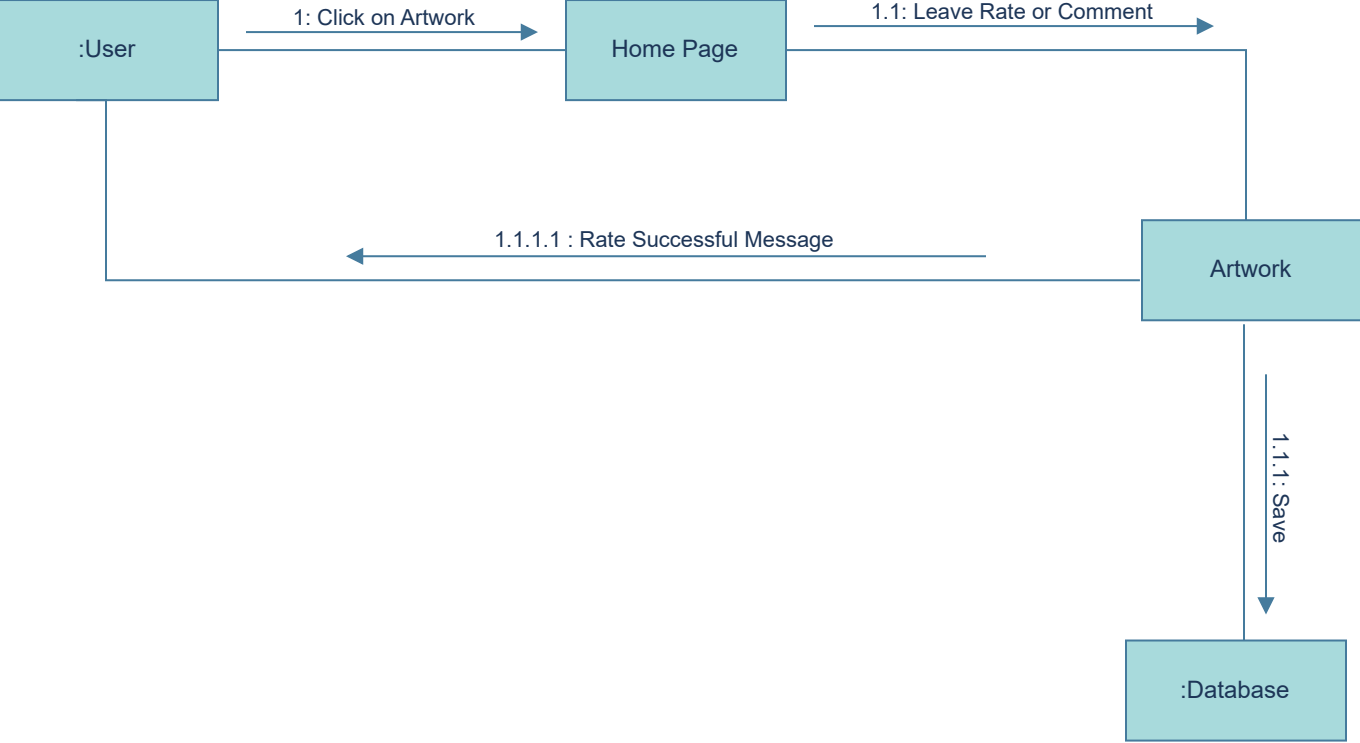 :User
1: Click on Artwork
Home Page
1.1: Leave Rate or Comment
1.1.1.1 : Rate Successful Message
Artwork
1.1.1: Save
:Database